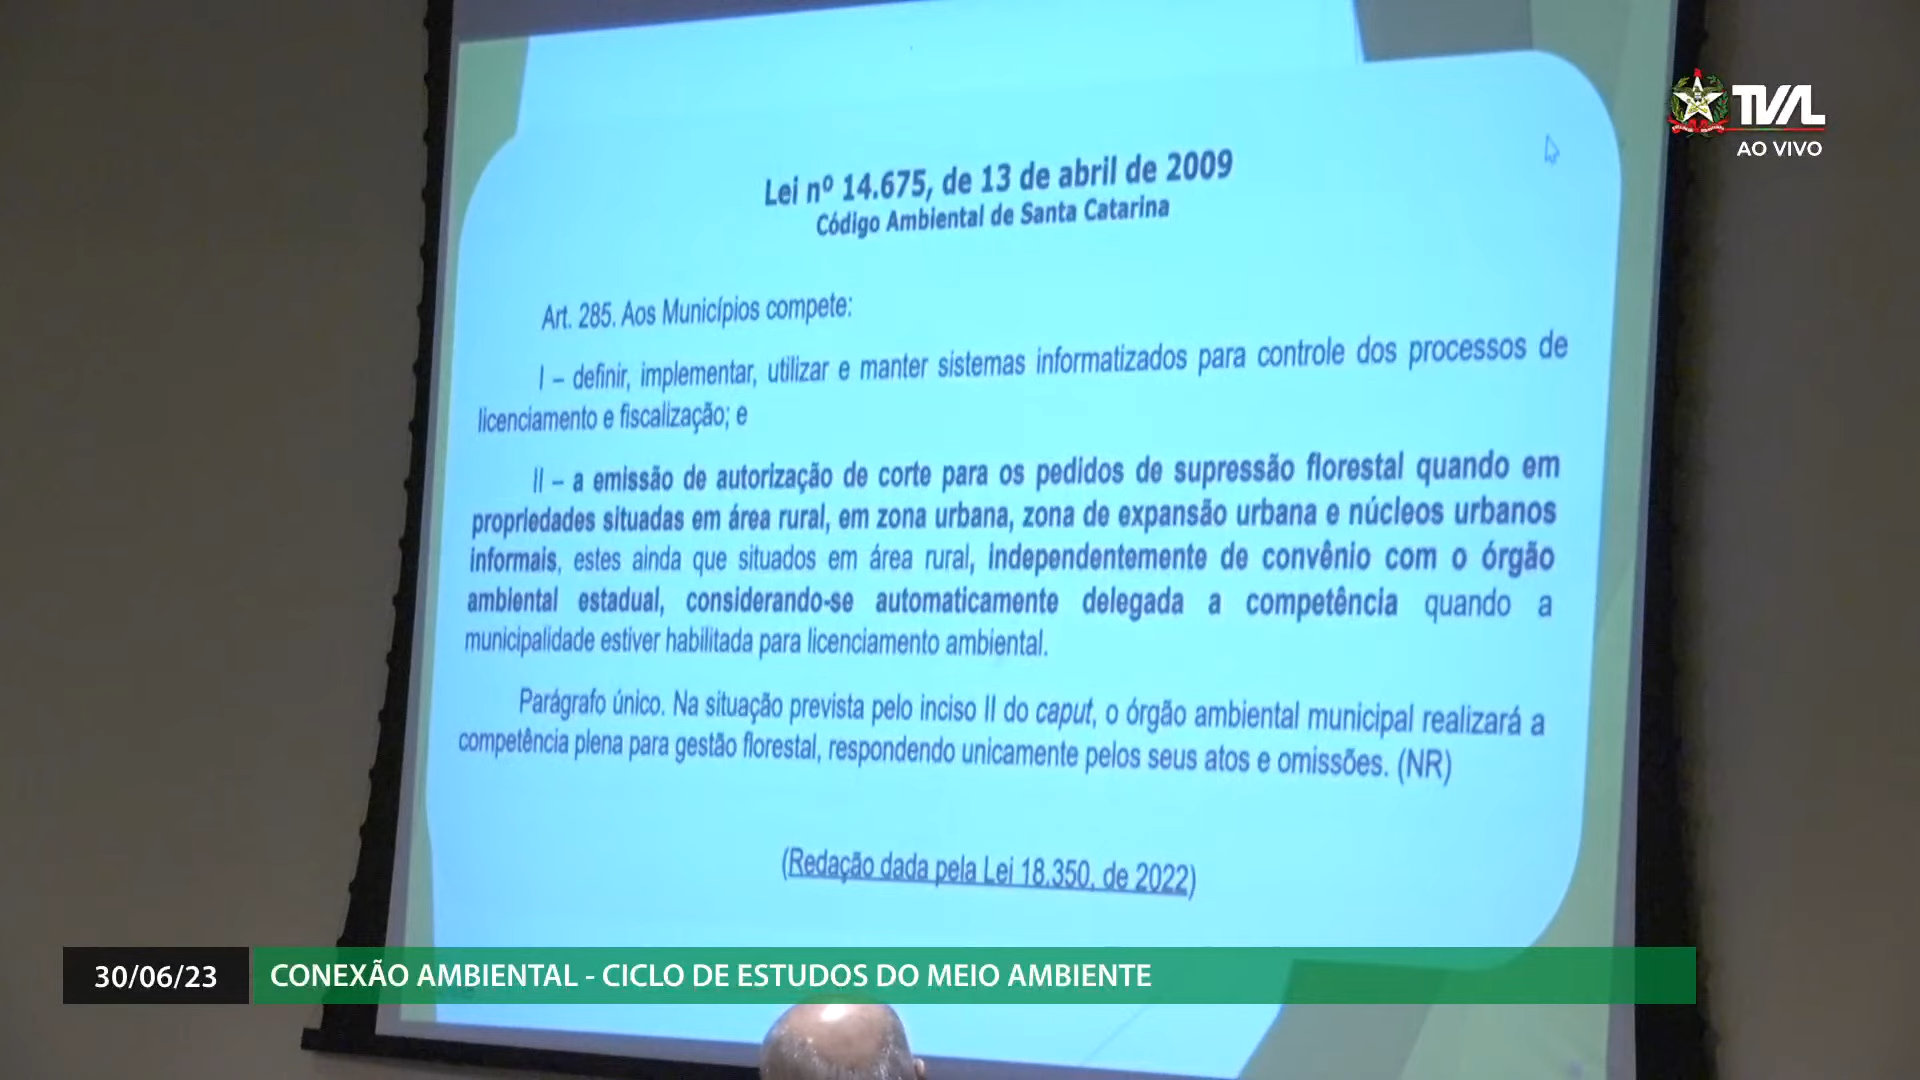 TVAL
AO VIVO
Lei nº 14.675, de 13 de abril de 2009
Código Ambiental de Santa Catarina
Art. 285. Aos Municípios compete:
I – definir, implementar, utilizar e manter sistemas informatizados para controle dos processos de
licenciamento e fiscalização; e
II – a emissão de autorização de corte para os pedidos de supressão florestal quando em
propriedades situadas em área rural, em zona urbana, zona de expansão urbana e núcleos urbanos
informais, estes ainda que situados em área rural, independentemente de convênio com o órgão
ambiental estadual, considerando-se automaticamente delegada a competência quando a
municipalidade estiver habilitada para licenciamento ambiental.
Parágrafo único. Na situação prevista pelo inciso II do caput, o órgão ambiental municipal realizará a
competência plena para gestão florestal, respondendo unicamente pelos seus atos e omissões. (NR)
(Redação dada pela Lei 18.350, de 2022)
30/06/23
CONEXÃO AMBIENTAL - CICLO DE ESTUDOS DO MEIO AMBIENTE